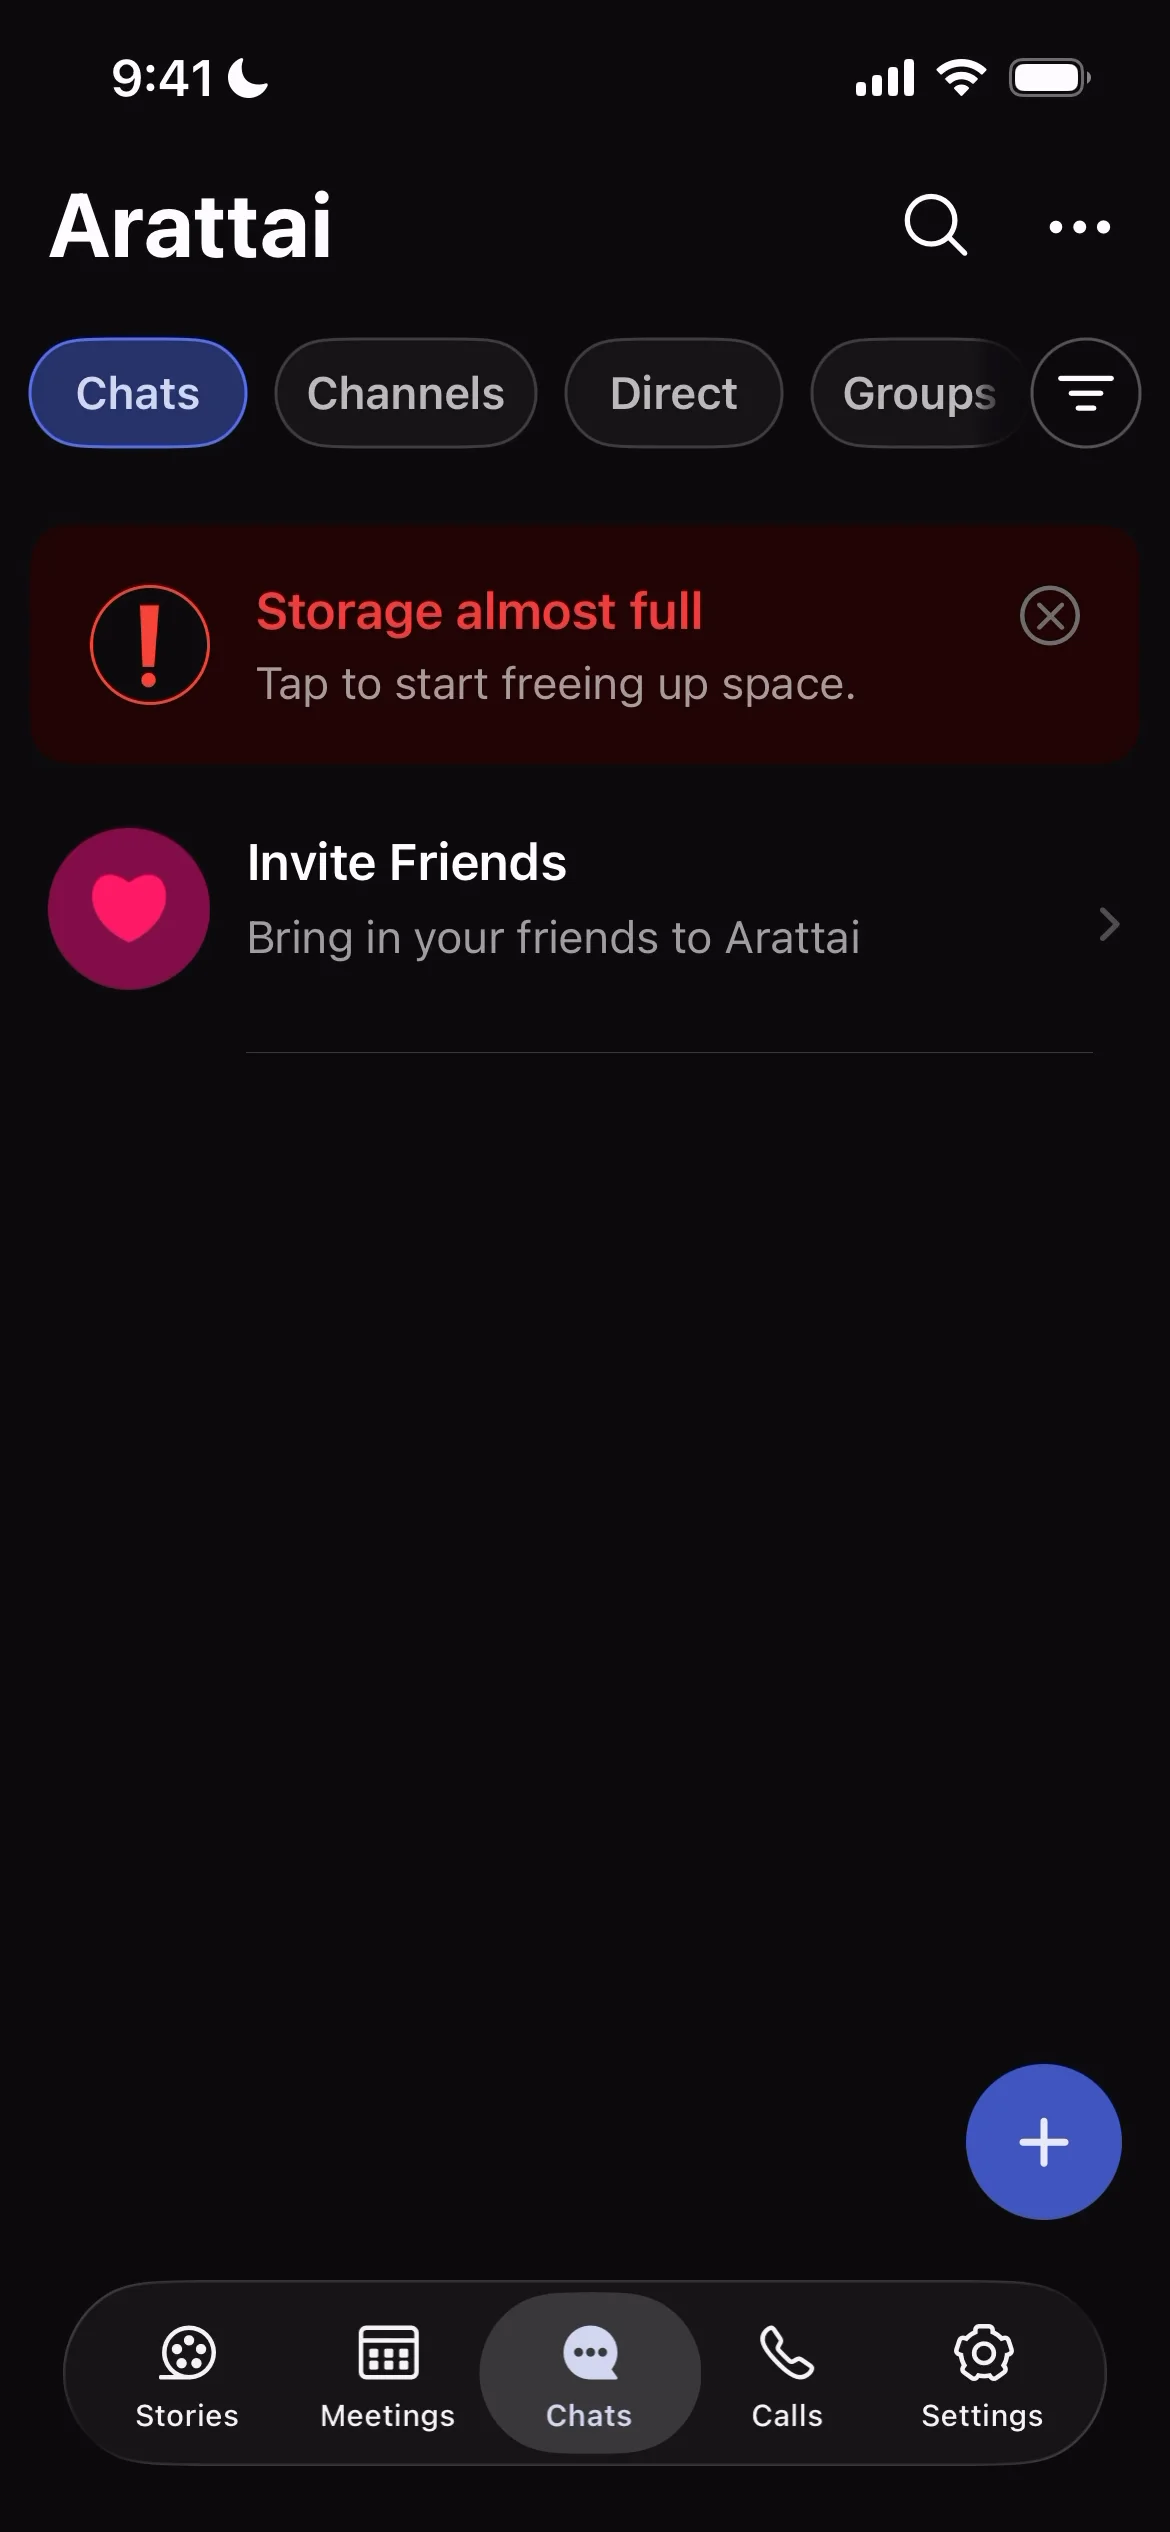 9:41
Arattai
Chats
Channels
Direct
Groups
Storage almost full
Tap to start freeing up space.
Invite Friends
Bring in your friends to Arattai
Stories
Meetings
Chats
Calls
Settings